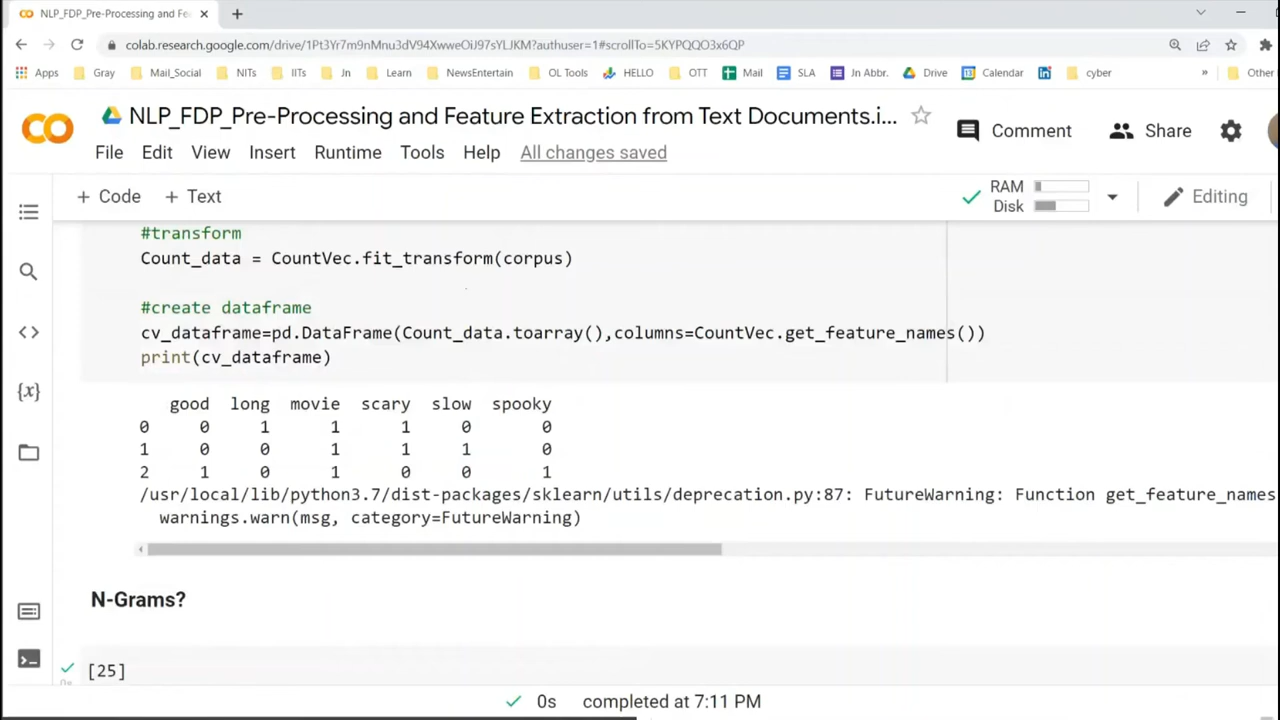 NLP_FDP_Pre-Processing and Fe
colab.research.google.com/drive/1Pt3Yr7m9nMnu3dV94XwweOiJ97sYLJKM?authuser=1#scrollTo=5KYPQQO3x6QP
Apps Gray Mail_Social NITs IITs Jn Learn NewsEntertain OL Tools HELLO OTT Mail SLA Jn Abbr. Drive Calendar cyber » Other
NLP_FDP_Pre-Processing and Feature Extraction from Text Documents.i...
Comment Share
File Edit View Insert Runtime Tools Help All changes saved
+ Code + Text
RAM
Disk
Editing
#transform
Count_data = CountVec.fit_transform(corpus)
#create dataframe
cv_dataframe=pd.DataFrame(Count_data.toarray(),columns=CountVec.get_feature_names())
print(cv_dataframe)
good long movie scary slow spooky
0 0 1 1 1 0 0
1 0 0 1 1 1 0
2 1 0 1 0 0 1
/usr/local/lib/python3.7/dist-packages/sklearn/utils/deprecation.py:87: FutureWarning: Function get_feature_names
warnings.warn(msg, category=FutureWarning)
N-Grams?
[25]
0s
0s completed at 7:11 PM